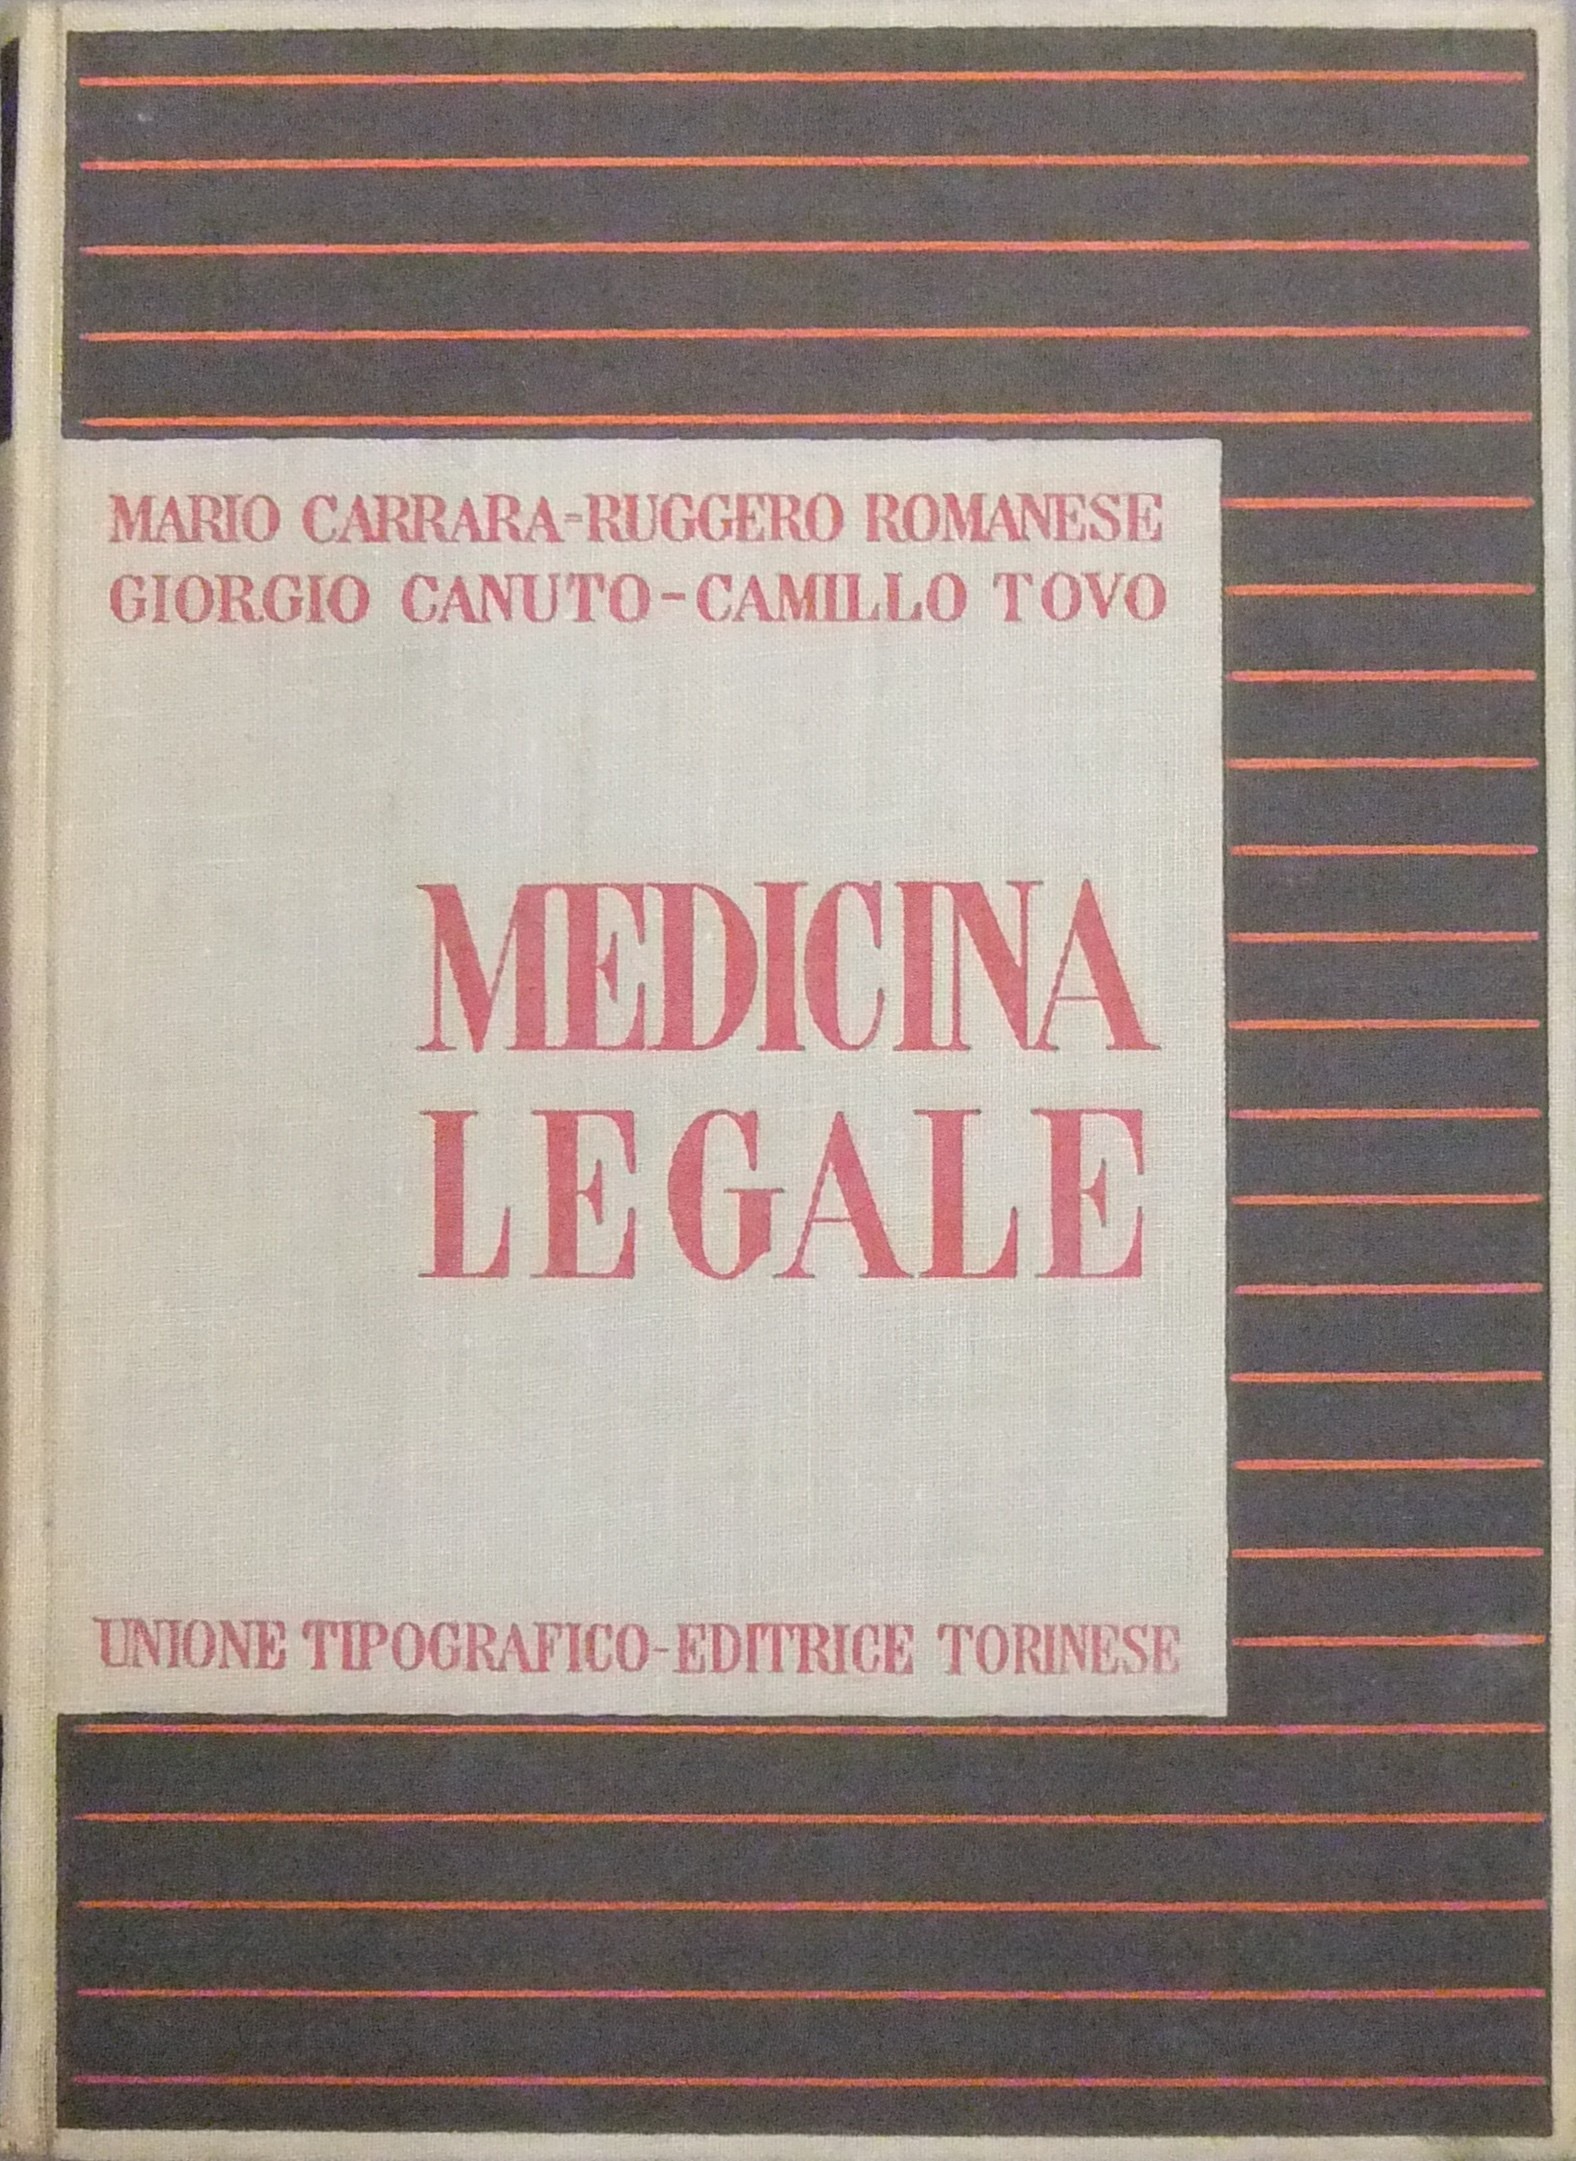 MARIO CARRARA-RUGGERO ROMANESE
GIORGIO CANUTO-CAMILLO TOVO
MEDICINA
LEGALE
UNIONE TIPOGRAFICO-EDITRICE TORINESE